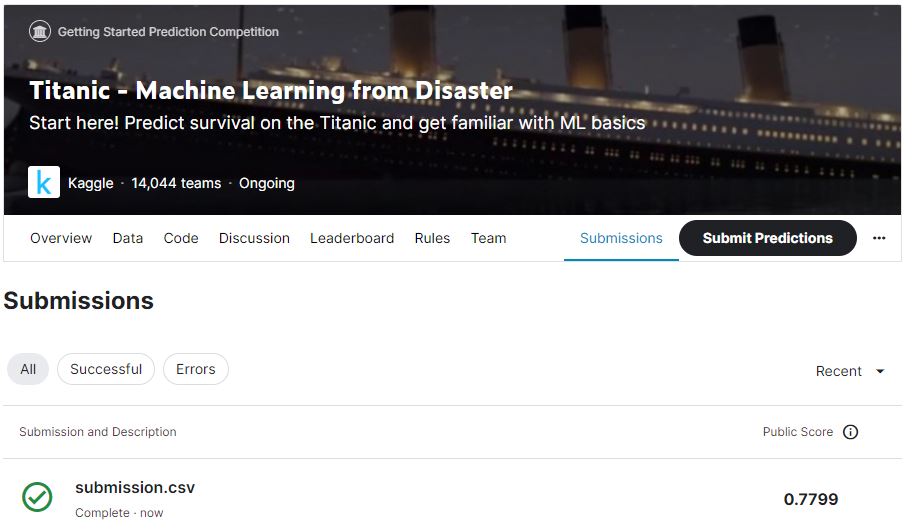 Getting Started Prediction Competition
Titanic - Machine Learning from Disaster
Start here! Predict survival on the Titanic and get familiar with ML basics
k Kaggle · 14,044 teams · Ongoing
Overview Data Code Discussion Leaderboard Rules Team Submissions Submit Predictions ...
Submissions
All Successful Errors Recent
Submission and Description Public Score
submission.csv
Complete · now
0.7799